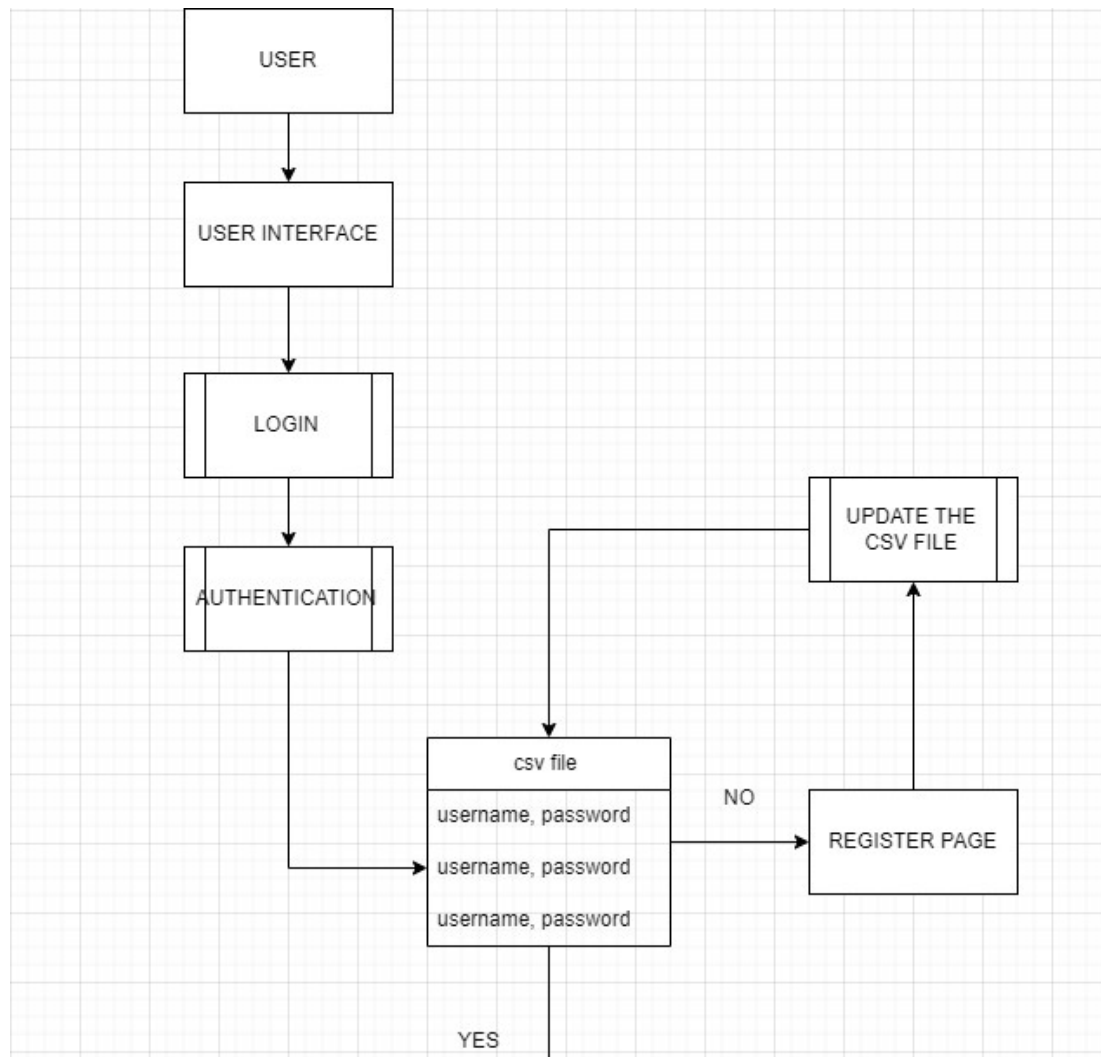 USER
USER INTERFACE
LOGIN
UPDATE THE
CSV FILE
AUTHENTICATION
csv file
username, password
NO
REGISTER PAGE
username, password
username, password
YES